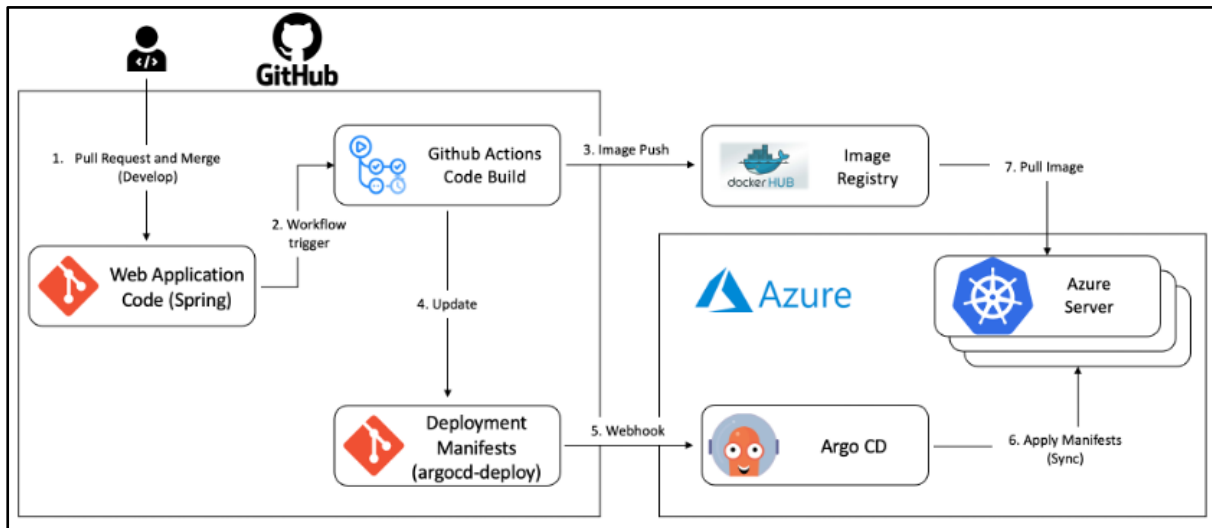 </>
GitHub
1. Pull Request and Merge
(Develop)
2. Workflow
trigger
Github Actions
Code Build
3. Image Push
docker HUB
Image
Registry
7. Pull Image
Web Application
Code (Spring)
4. Update
Azure
Azure
Server
Deployment
Manifests
(argocd-deploy)
5. Webhook
Argo CD
6. Apply Manifests
(Sync)